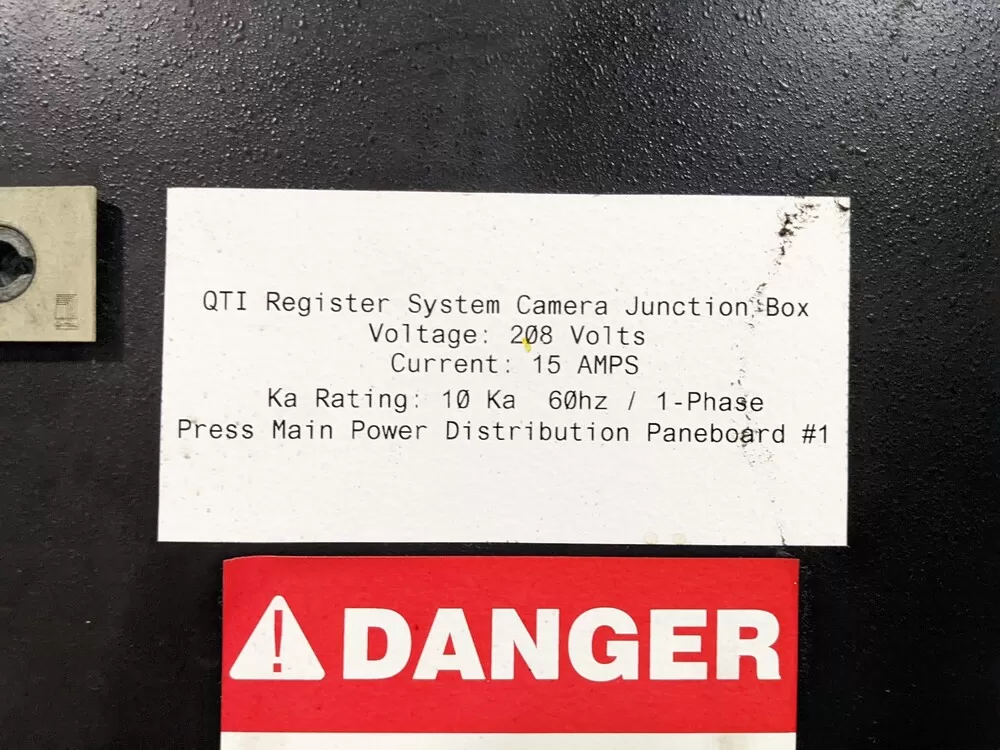 QTI Register System Camera Junction Box
Voltage: 208 Volts
Current: 15 AMPS
Ka Rating: 10 Ka 60hz / 1-Phase
Press Main Power Distribution Paneboard #1
DANGER